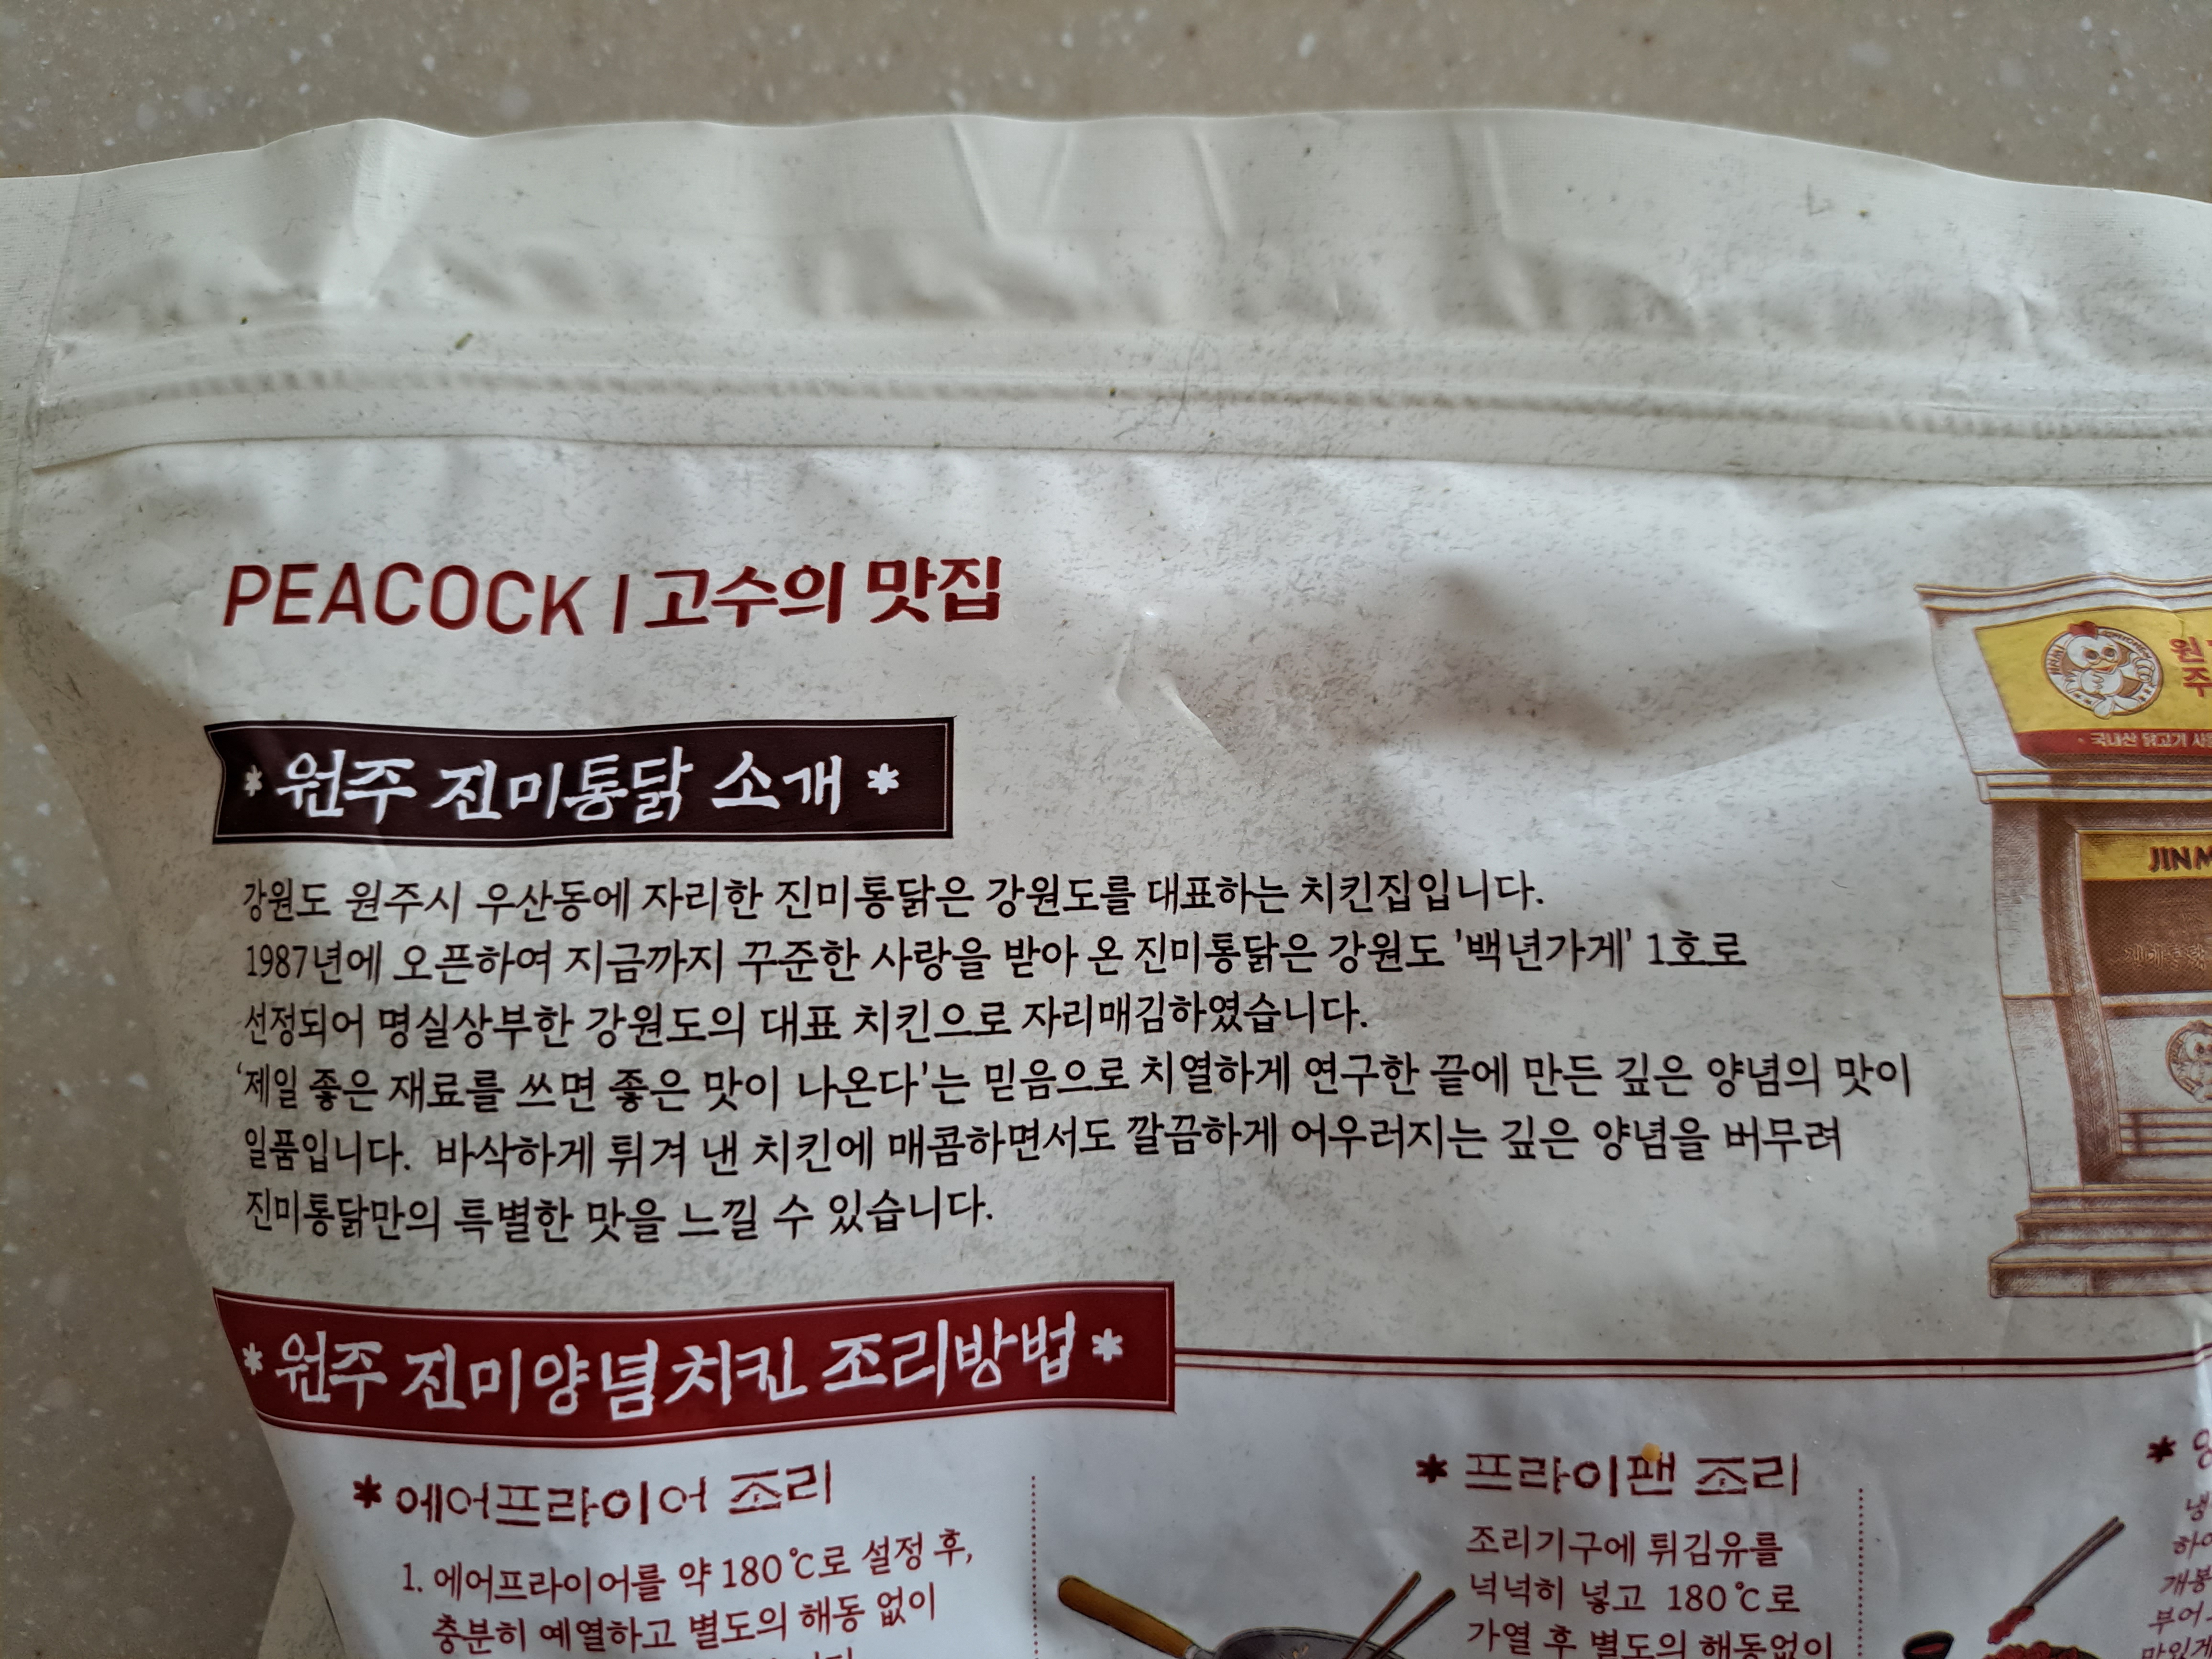 PEACOCK | 고수의 맛집
* 원주 진미통닭 소개 *
강원도 원주시 우산동에 자리한 진미통닭은 강원도를 대표하는 치킨집입니다.
1987년에 오픈하여 지금까지 꾸준한 사랑을 받아 온 진미통닭은 강원도 '백년가게' 1호로
선정되어 명실상부한 강원도의 대표 치킨으로 자리매김하였습니다.
'제일 좋은 재료를 쓰면 좋은 맛이 나온다'는 믿음으로 치열하게 연구한 끝에 만든 깊은 양념의 맛이
일품입니다. 바삭하게 튀겨 낸 치킨에 매콤하면서도 깔끔하게 어우러지는 깊은 양념을 버무려
진미통닭만의 특별한 맛을 느낄 수 있습니다.
원
주
• 국내산 닭고기
* 원주 진미양념치킨 조리방법 *
* 에어프라이어 조리
1. 에어프라이어를 약 180℃로 설정 후,
충분히 예열하고 별도의 해동 없이
* 프라이팬 조리
조리기구에 튀김유를
넉넉히 넣고 180℃로
가열 후 별도의 해동없이